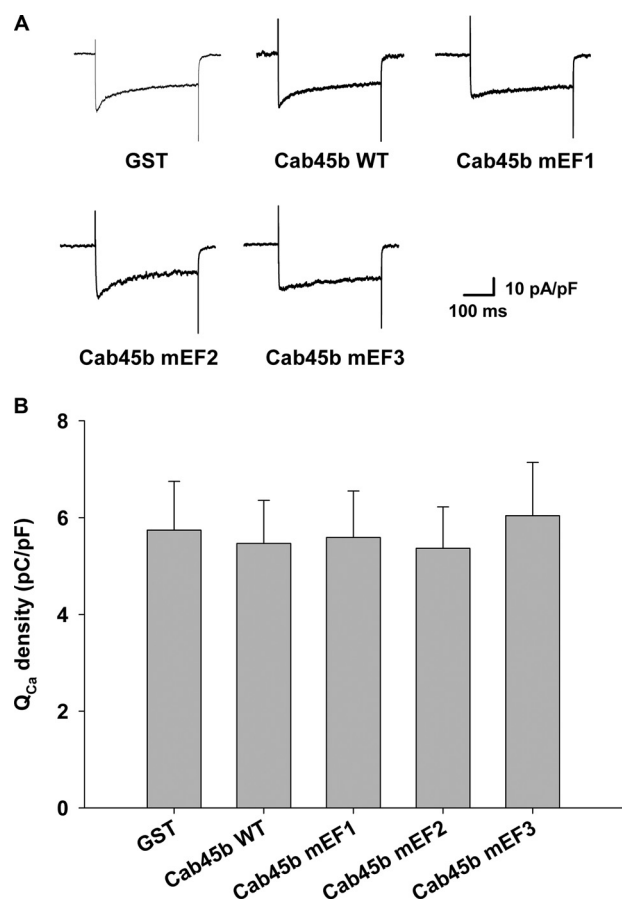 A
GST
Cab45b WT
Cab45b mEF1
Cab45b mEF2
Cab45b mEF3
10 pA/pF
100 ms
B
8
6
4
2
0
QCa density (pC/pF)
GST
Cab45b WT
Cab45b mEF1
Cab45b mEF2
Cab45b mEF3